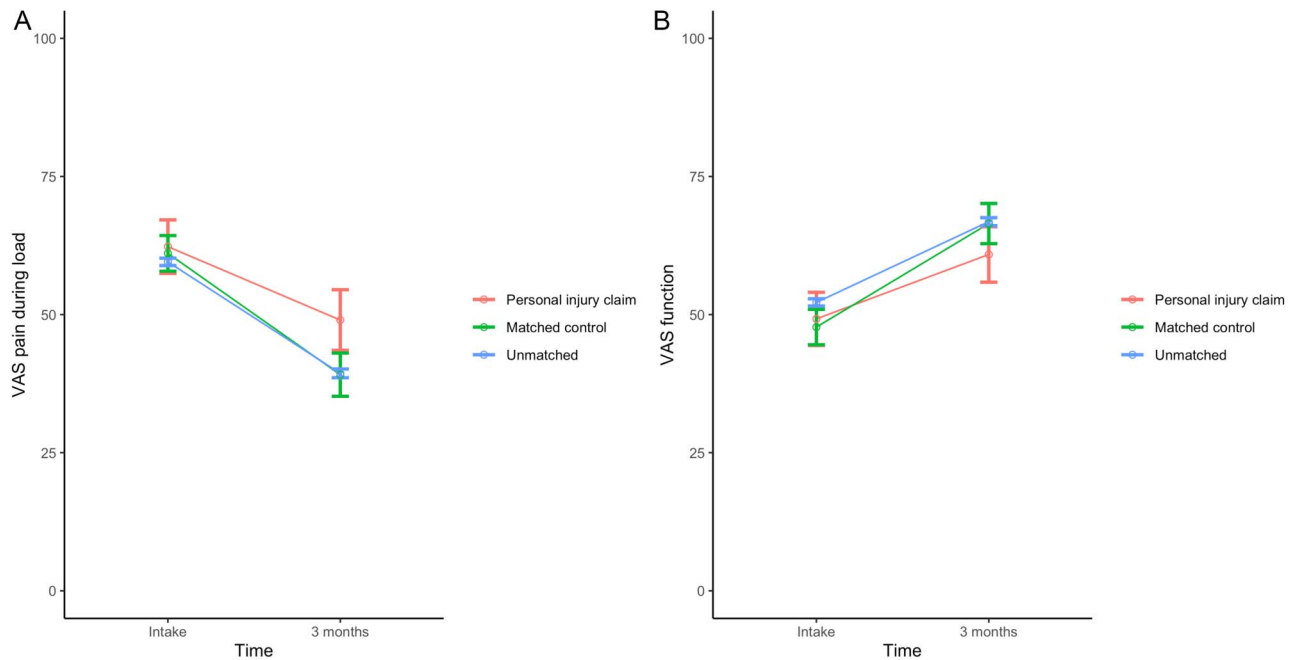 A
100
75
50
25
0
VAS pain during load
Intake
3 months
Time
Personal injury claim
Matched control
Unmatched
B
100
75
50
25
0
VAS function
Intake
3 months
Time
Personal injury claim
Matched control
Unmatched